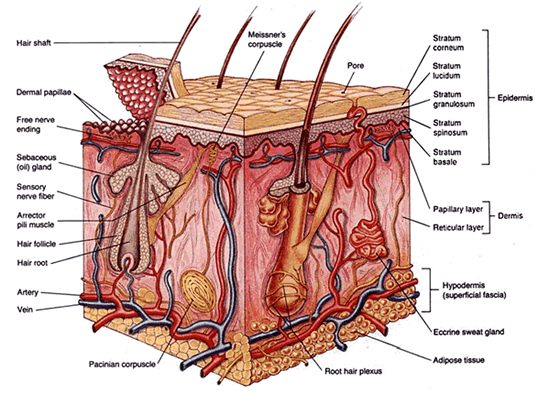 Hair shaft
Dermal papillae
Free nerve
ending
Sebaceous
(oil) gland
Sensory
nerve fiber
Arrector
pili muscle
Hair follicle
Hair root
Artery
Vein
Pacinian corpuscle
Meissner's
corpuscle
Pore
Stratum
corneum
Stratum
lucidum
Stratum
granulosum
Stratum
spinosum
Stratum
basale
Epidermis
Papillary layer
Reticular layer
Dermis
Hypodermis
(superficial fascia)
Eccrine sweat gland
Adipose tissue
Root hair plexus